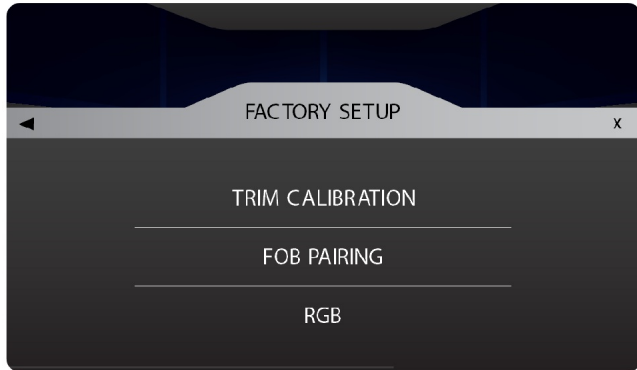 FACTORY SETUP
X
TRIM CALIBRATION
FOB PAIRING
RGB